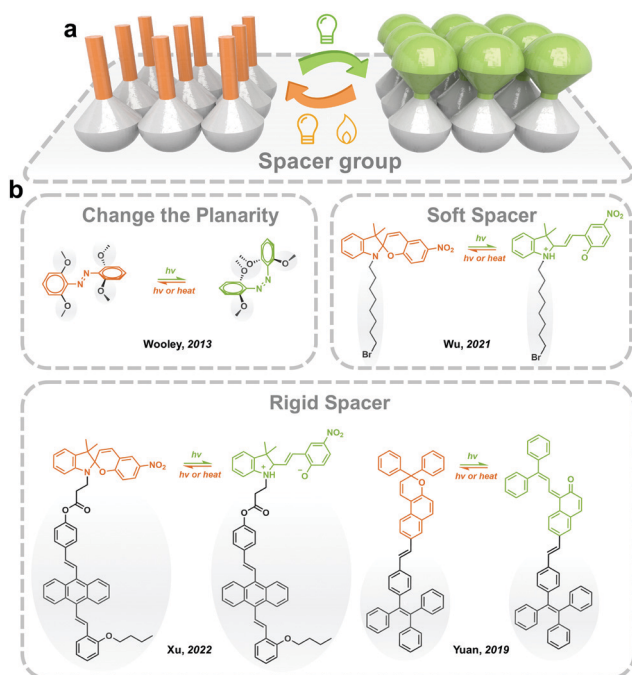 a
Spacer group
b
Change the Planarity
O
O
N
N
O
O
hv
hv or heat
O
O
N
N
O
O
Wooley, 2013
Soft Spacer
N
O
NO₂
Br
hv
hv or heat
NH
+
O
-
NO₂
Br
Wu, 2021
Rigid Spacer
N
O
NO₂
O
O
O
hv
hv or heat
NH
+
O
-
NO₂
O
O
O
Xu, 2022
O
hv
hv or heat
O
Yuan, 2019